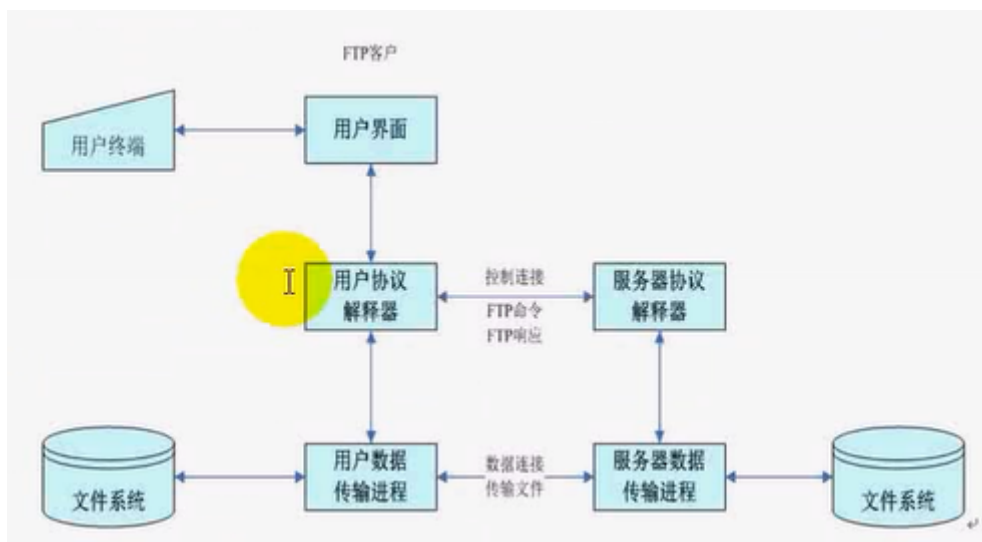 FTP客户
用户终端
用户界面
用户协议
解释器
控制连接
FTP命令
FTP响应
服务器协议
解释器
文件系统
用户数据
传输进程
数据连接
传输文件
服务器数据
传输进程
文件系统